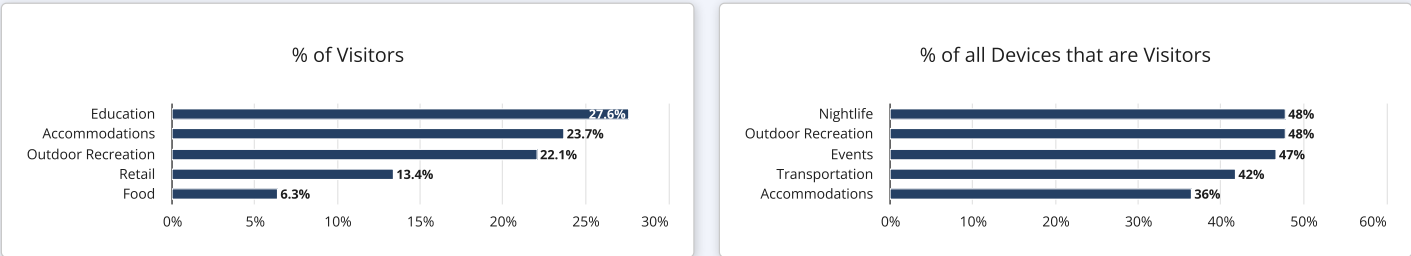 % of Visitors
Education 27.6%
Accommodations 23.7%
Outdoor Recreation 22.1%
Retail 13.4%
Food 6.3%
0% 5% 10% 15% 20% 25% 30%
% of all Devices that are Visitors
Nightlife 48%
Outdoor Recreation 48%
Events 47%
Transportation 42%
Accommodations 36%
0% 10% 20% 30% 40% 50% 60%